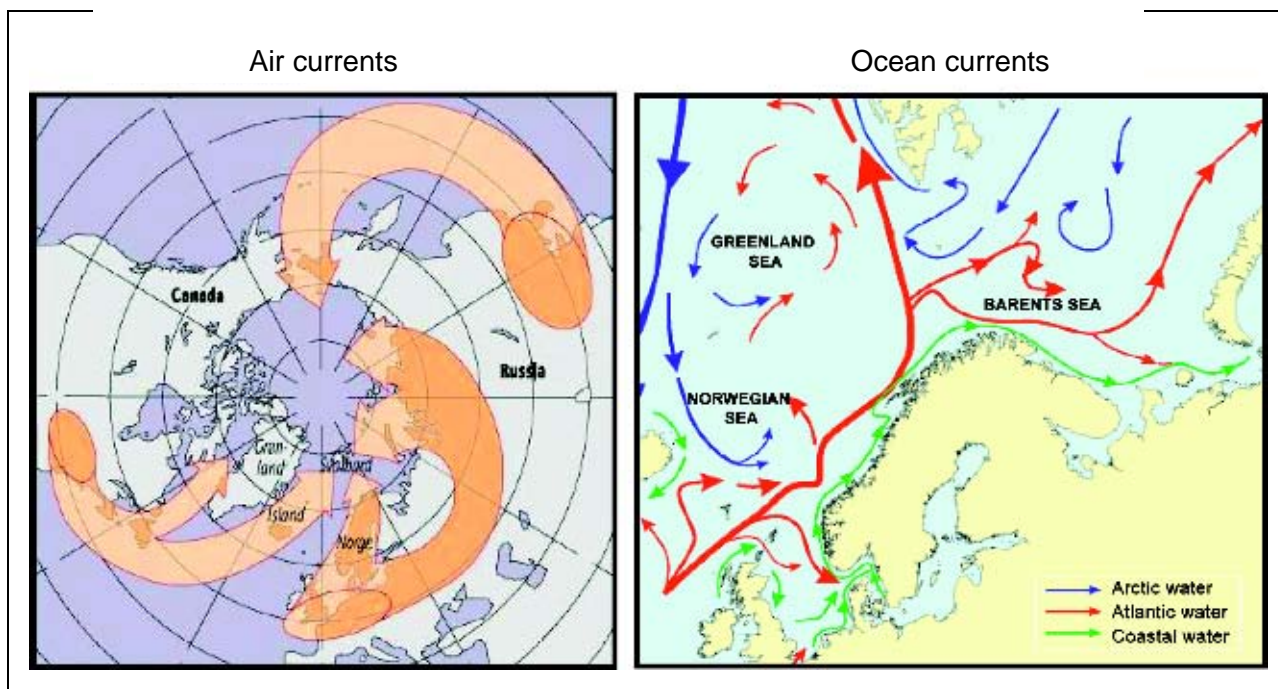 Air currents
Ocean currents
Canada
Russia
Grøn-
land
Svalbard
Island
Norge
GREENLAND
SEA
BARENTS SEA
NORWEGIAN
SEA
Arctic water
Atlantic water
Coastal water